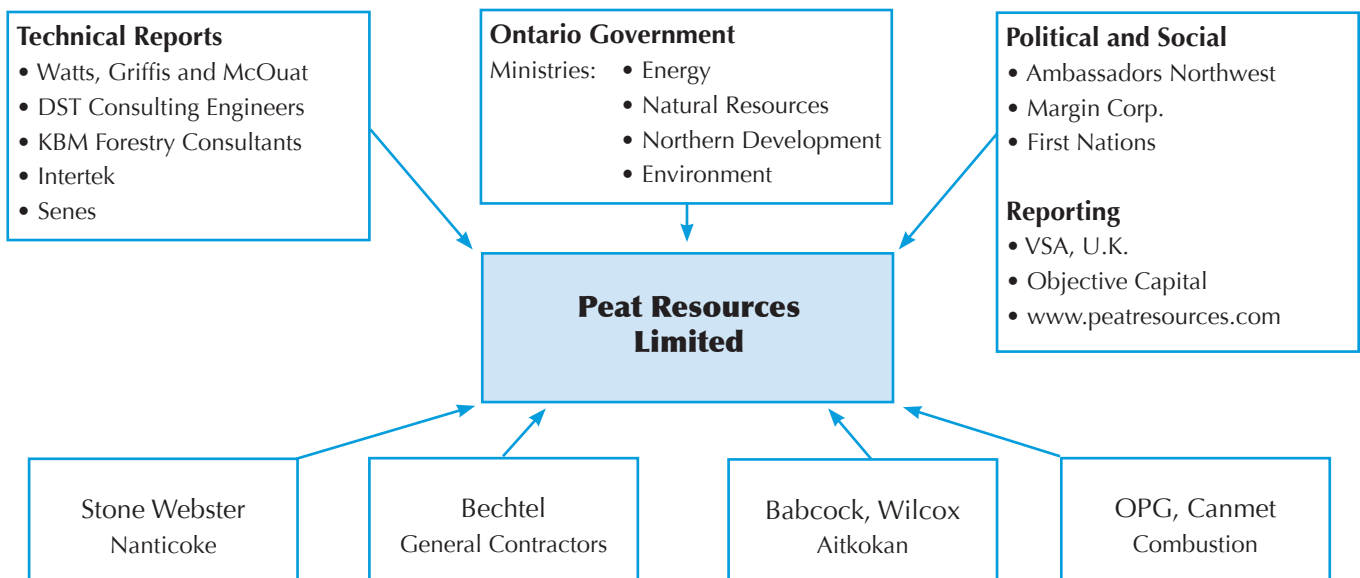 Technical Reports
• Watts, Griffis and McOuat
• DST Consulting Engineers
• KBM Forestry Consultants
• Intertek
• Senes
Ontario Government
Ministries: • Energy
• Natural Resources
• Northern Development
• Environment
Political and Social
• Ambassadors Northwest
• Margin Corp.
• First Nations
Reporting
• VSA, U.K.
• Objective Capital
• www.peatresources.com
Peat Resources
Limited
Stone Webster
Nanticoke
Bechtel
General Contractors
Babcock, Wilcox
Aitkokan
OPG, Canmet
Combustion